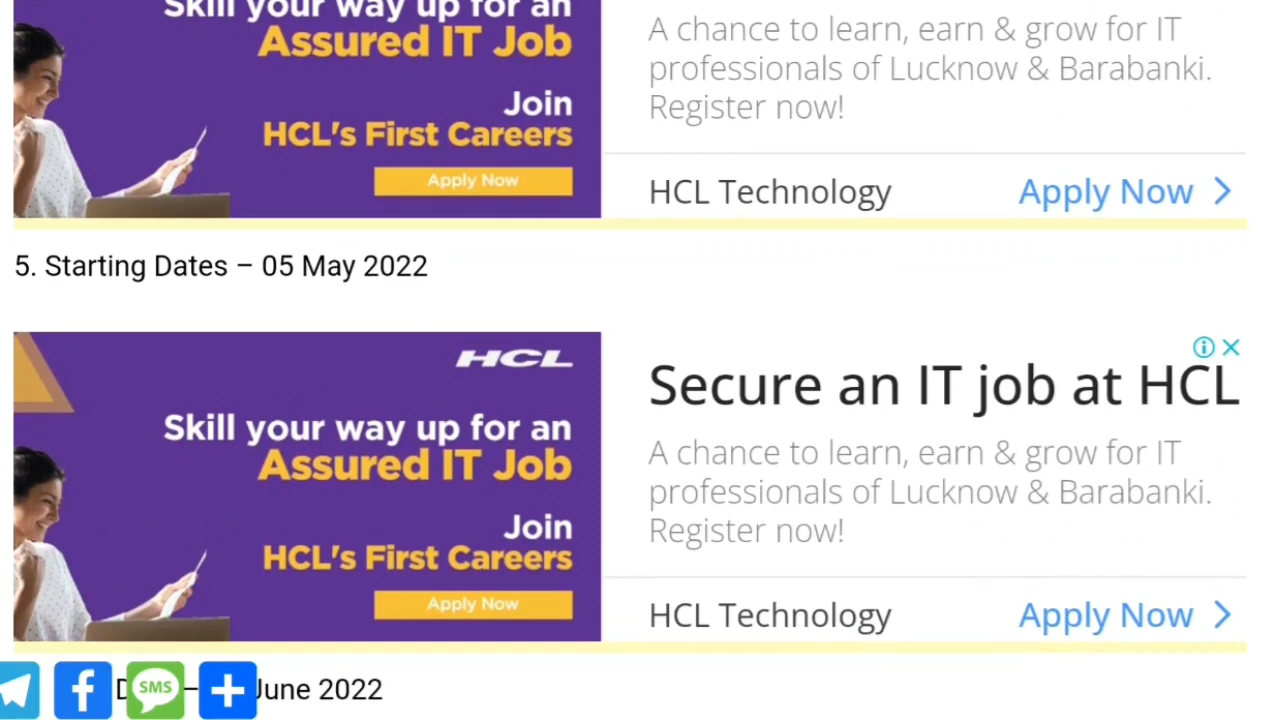 Skill your way up for an
Assured IT Job
Join
HCL's First Careers
Apply Now
A chance to learn, earn & grow for IT
professionals of Lucknow & Barabanki.
Register now!
HCL Technology
Apply Now
5. Starting Dates – 05 May 2022
HCL
Skill your way up for an
Assured IT Job
Join
HCL's First Careers
Apply Now
Secure an IT job at HCL
A chance to learn, earn & grow for IT
professionals of Lucknow & Barabanki.
Register now!
HCL Technology
Apply Now
SMS
– June 2022